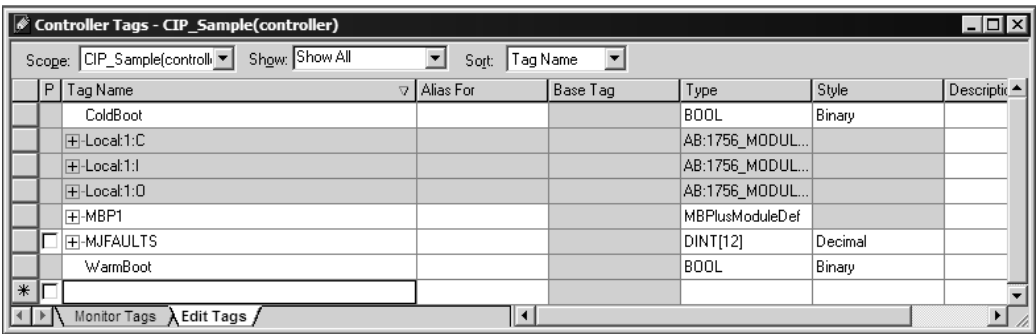 Controller Tags - CIP_Sample(controller)
Scope: CIP_Sample(controll Show: Show All Sort: Tag Name
P Tag Name Alias For Base Tag Type Style Descriptic
ColdBoot BOOL Binary
Local:1:C AB:1756_MODUL...
Local:1:I AB:1756_MODUL...
Local:1:O AB:1756_MODUL...
MBP1 MBPlusModuleDef
MJFAULTS DINT[12] Decimal
WarmBoot BOOL Binary
*
Monitor Tags Edit Tags